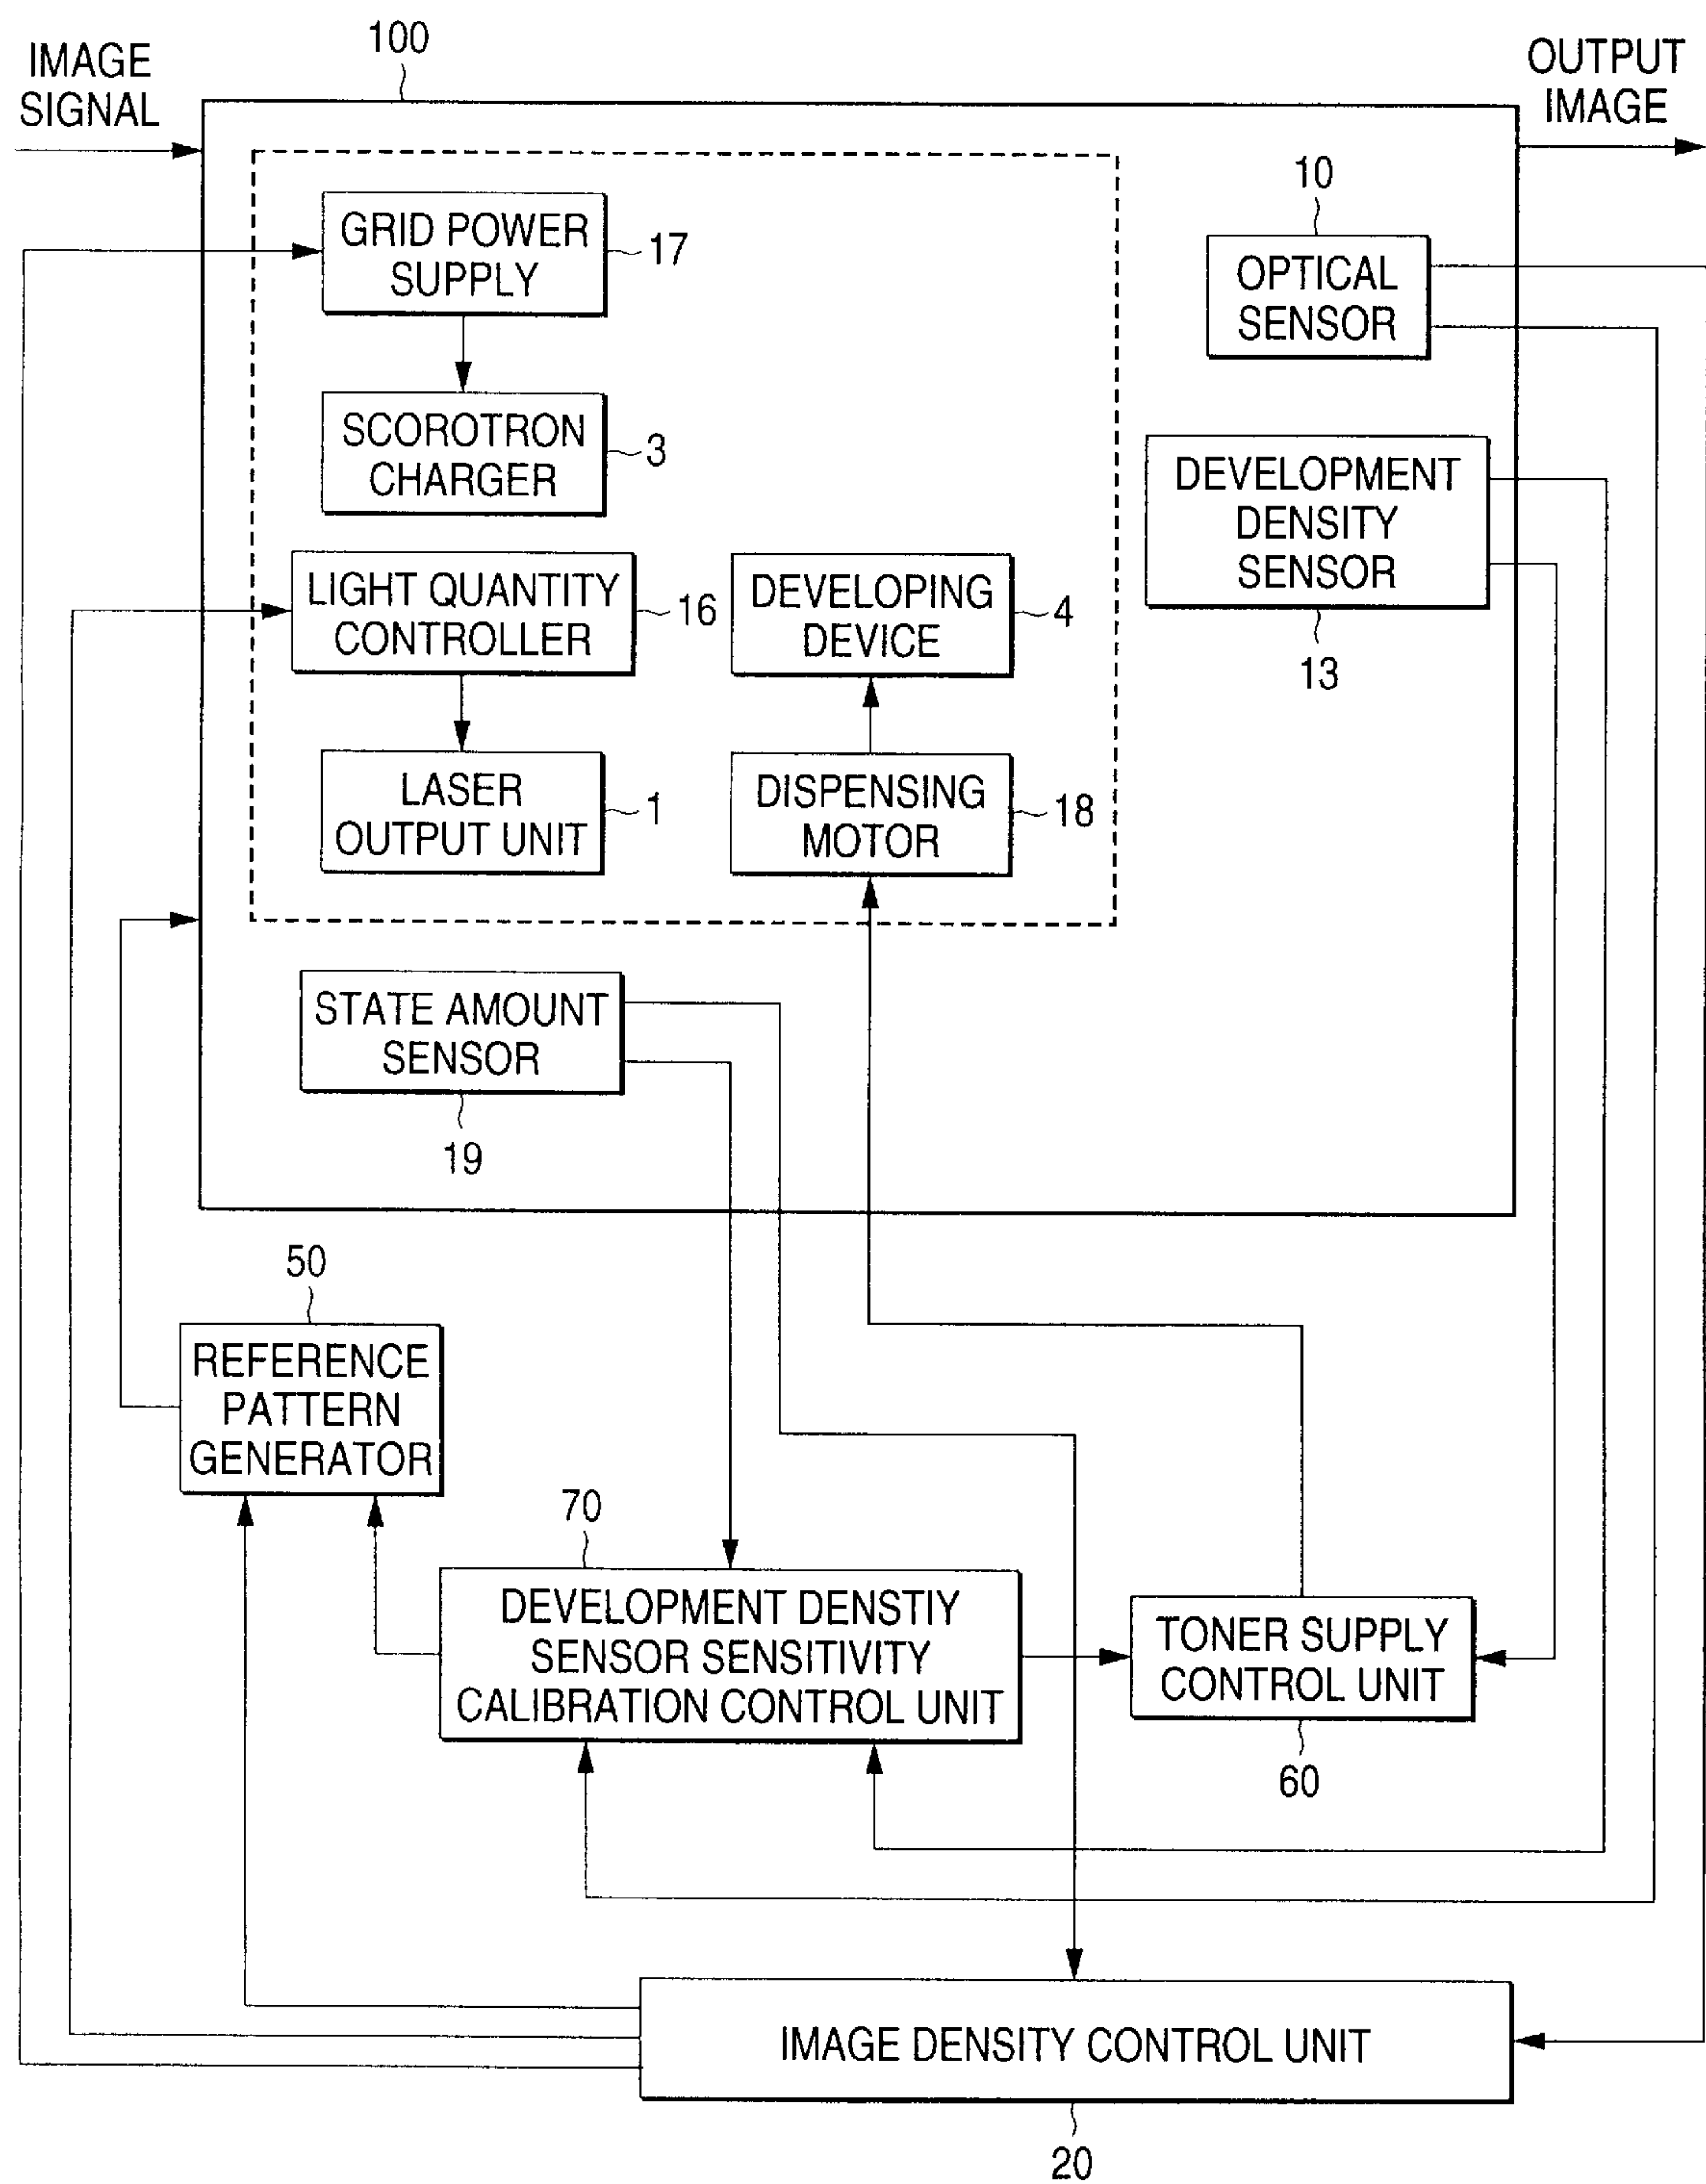 100
IMAGE
SIGNAL
OUTPUT
IMAGE
GRID POWER
SUPPLY
17
10
OPTICAL
SENSOR
SCOROTRON
CHARGER
3
DEVELOPMENT
DENSITY
SENSOR
13
LIGHT QUANTITY
CONTROLLER
16
DEVELOPING
DEVICE
4
LASER
OUTPUT UNIT
1
DISPENSING
MOTOR
18
STATE AMOUNT
SENSOR
19
50
REFERENCE
PATTERN
GENERATOR
70
DEVELOPMENT DENSTIY
SENSOR SENSITIVITY
CALIBRATION CONTROL UNIT
TONER SUPPLY
CONTROL UNIT
60
IMAGE DENSITY CONTROL UNIT
20